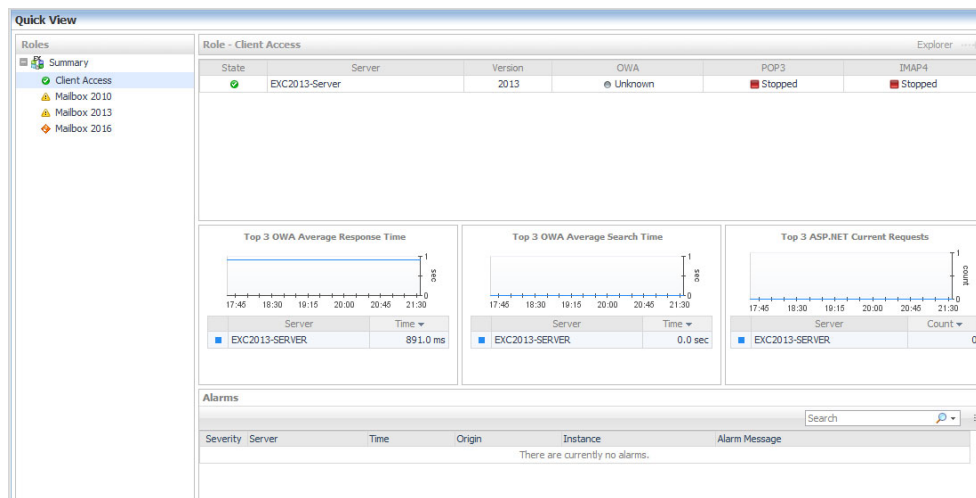 Quick View
Roles
Summary
Client Access
Mailbox 2010
Mailbox 2013
Mailbox 2016
Role - Client Access
Explorer
State Server Version OWA POP3 IMAP4
EXC2013-Server 2013 Unknown Stopped Stopped
Top 3 OWA Average Response Time
1
sec
0
17:45 18:30 19:15 20:00 20:45 21:30
Server Time
EXC2013-SERVER 891.0 ms
Top 3 OWA Average Search Time
1
sec
0
17:45 18:30 19:15 20:00 20:45 21:30
Server Time
EXC2013-SERVER 0.0 sec
Top 3 ASP.NET Current Requests
1
count
0
17:45 18:30 19:15 20:00 20:45 21:30
Server Count
EXC2013-SERVER 0
Alarms
Search
Severity Server Time Origin Instance Alarm Message
There are currently no alarms.